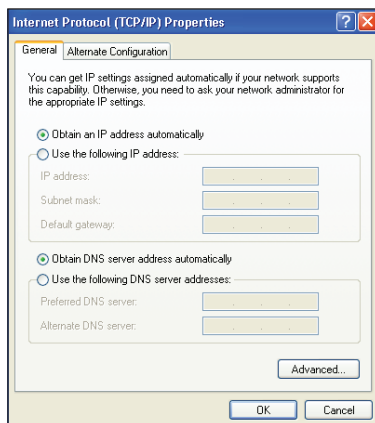 Internet Protocol (TCP/IP) Properties
General Alternate Configuration
You can get IP settings assigned automatically if your network supports
this capability. Otherwise, you need to ask your network administrator for
the appropriate IP settings.
Obtain an IP address automatically
Use the following IP address:
IP address:
Subnet mask:
Default gateway:
Obtain DNS server address automatically
Use the following DNS server addresses:
Preferred DNS server:
Alternate DNS server:
Advanced...
OK Cancel